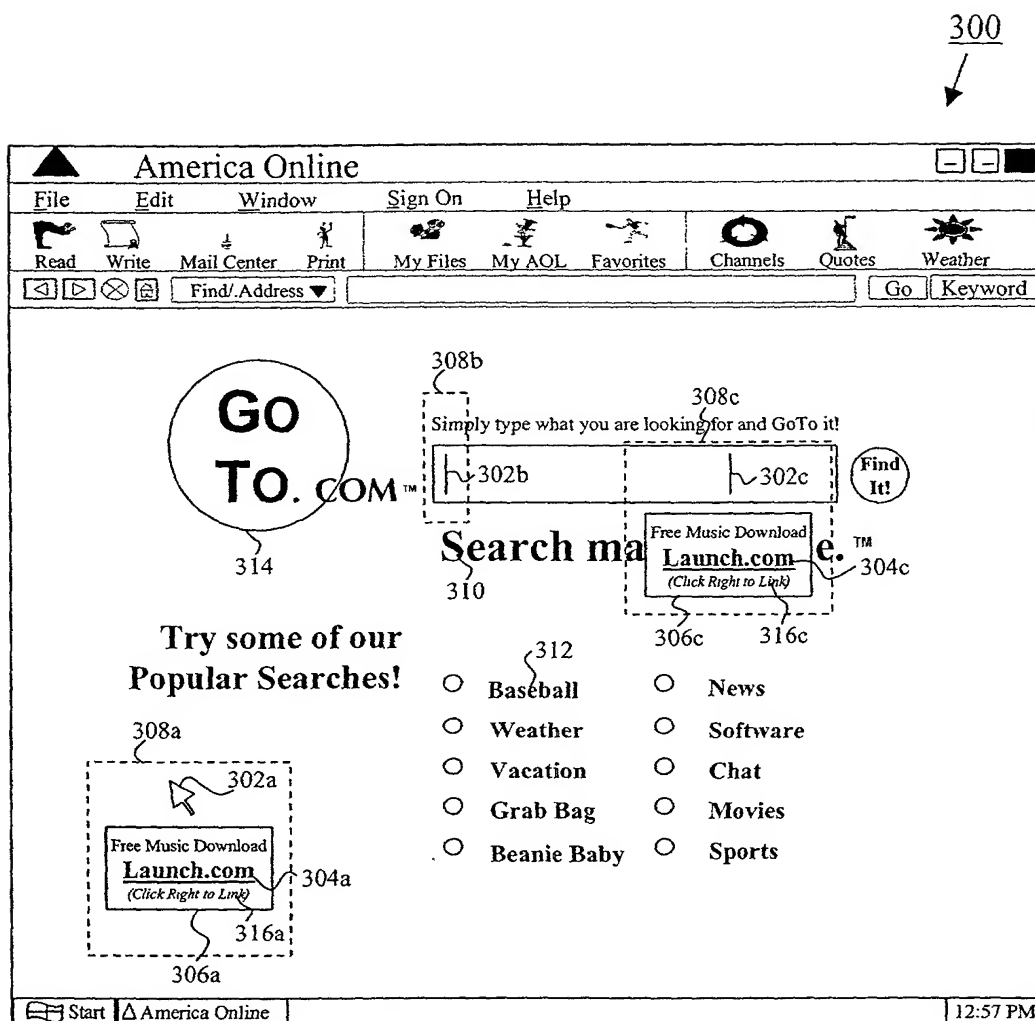 300
America Online
File Edit Window Sign On Help
Read Write Mail Center Print My Files My AOL Favorites Channels Quotes Weather
Find/.Address Go Keyword
308b
308c
GO
TO. COM™
Simply type what you are looking for and GoTo it!
302b 302c
Find
It!
314
Search ma e.™
310
Free Music Download
Launch.com
(Click Right to Link)
304c
306c 316c
Try some of our
Popular Searches!
312
Baseball News
Weather Software
Vacation Chat
Grab Bag Movies
Beanie Baby Sports
308a
302a
Free Music Download
Launch.com
(Click Right to Link)
304a
316a
306a
Start America Online 12:57 PM